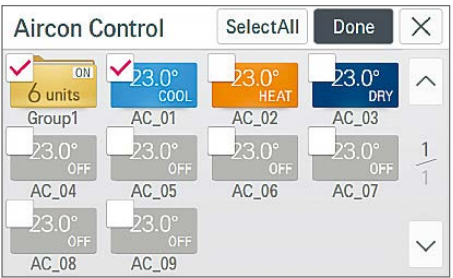 Aircon Control SelectAll Done
ON 23.0° 23.0° 23.0°
6 units COOL HEAT DRY
Group1 AC_01 AC_02 AC_03
23.0° 23.0° 23.0° 23.0° 1
OFF OFF OFF OFF 1
AC_04 AC_05 AC_06 AC_07
23.0° 23.0°
OFF OFF
AC_08 AC_09